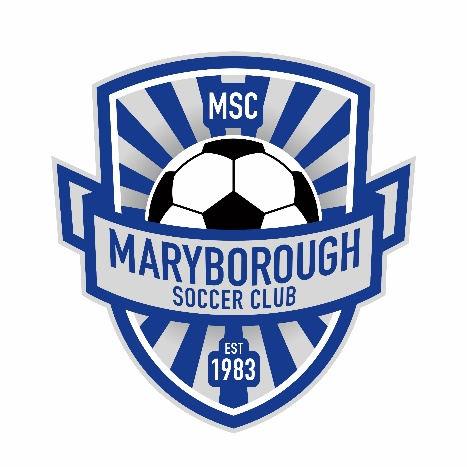 MSC
MARYBOROUGH
SOCCER CLUB
EST
1983